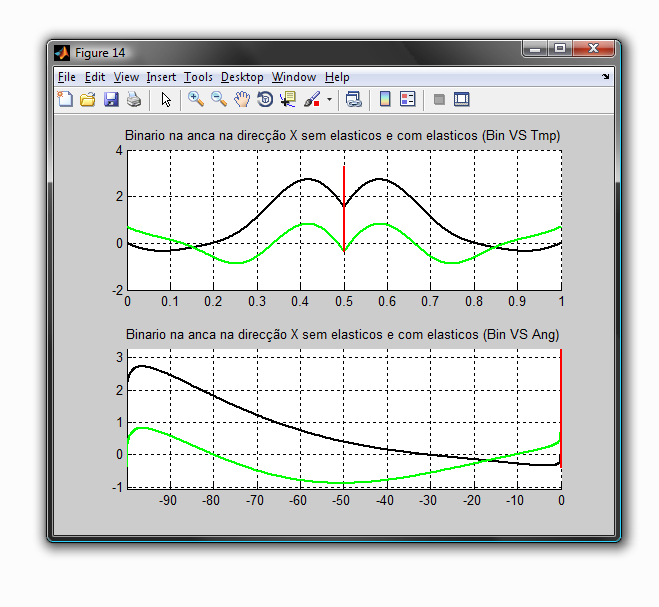 Figure 14
File Edit View Insert Tools Desktop Window Help
Binario na anca na direcção X sem elasticos e com elasticos (Bin VS Tmp)
4
2
0
-2
0 0.1 0.2 0.3 0.4 0.5 0.6 0.7 0.8 0.9 1
Binario na anca na direcção X sem elasticos e com elasticos (Bin VS Ang)
3
2
1
0
-1
-90 -80 -70 -60 -50 -40 -30 -20 -10 0